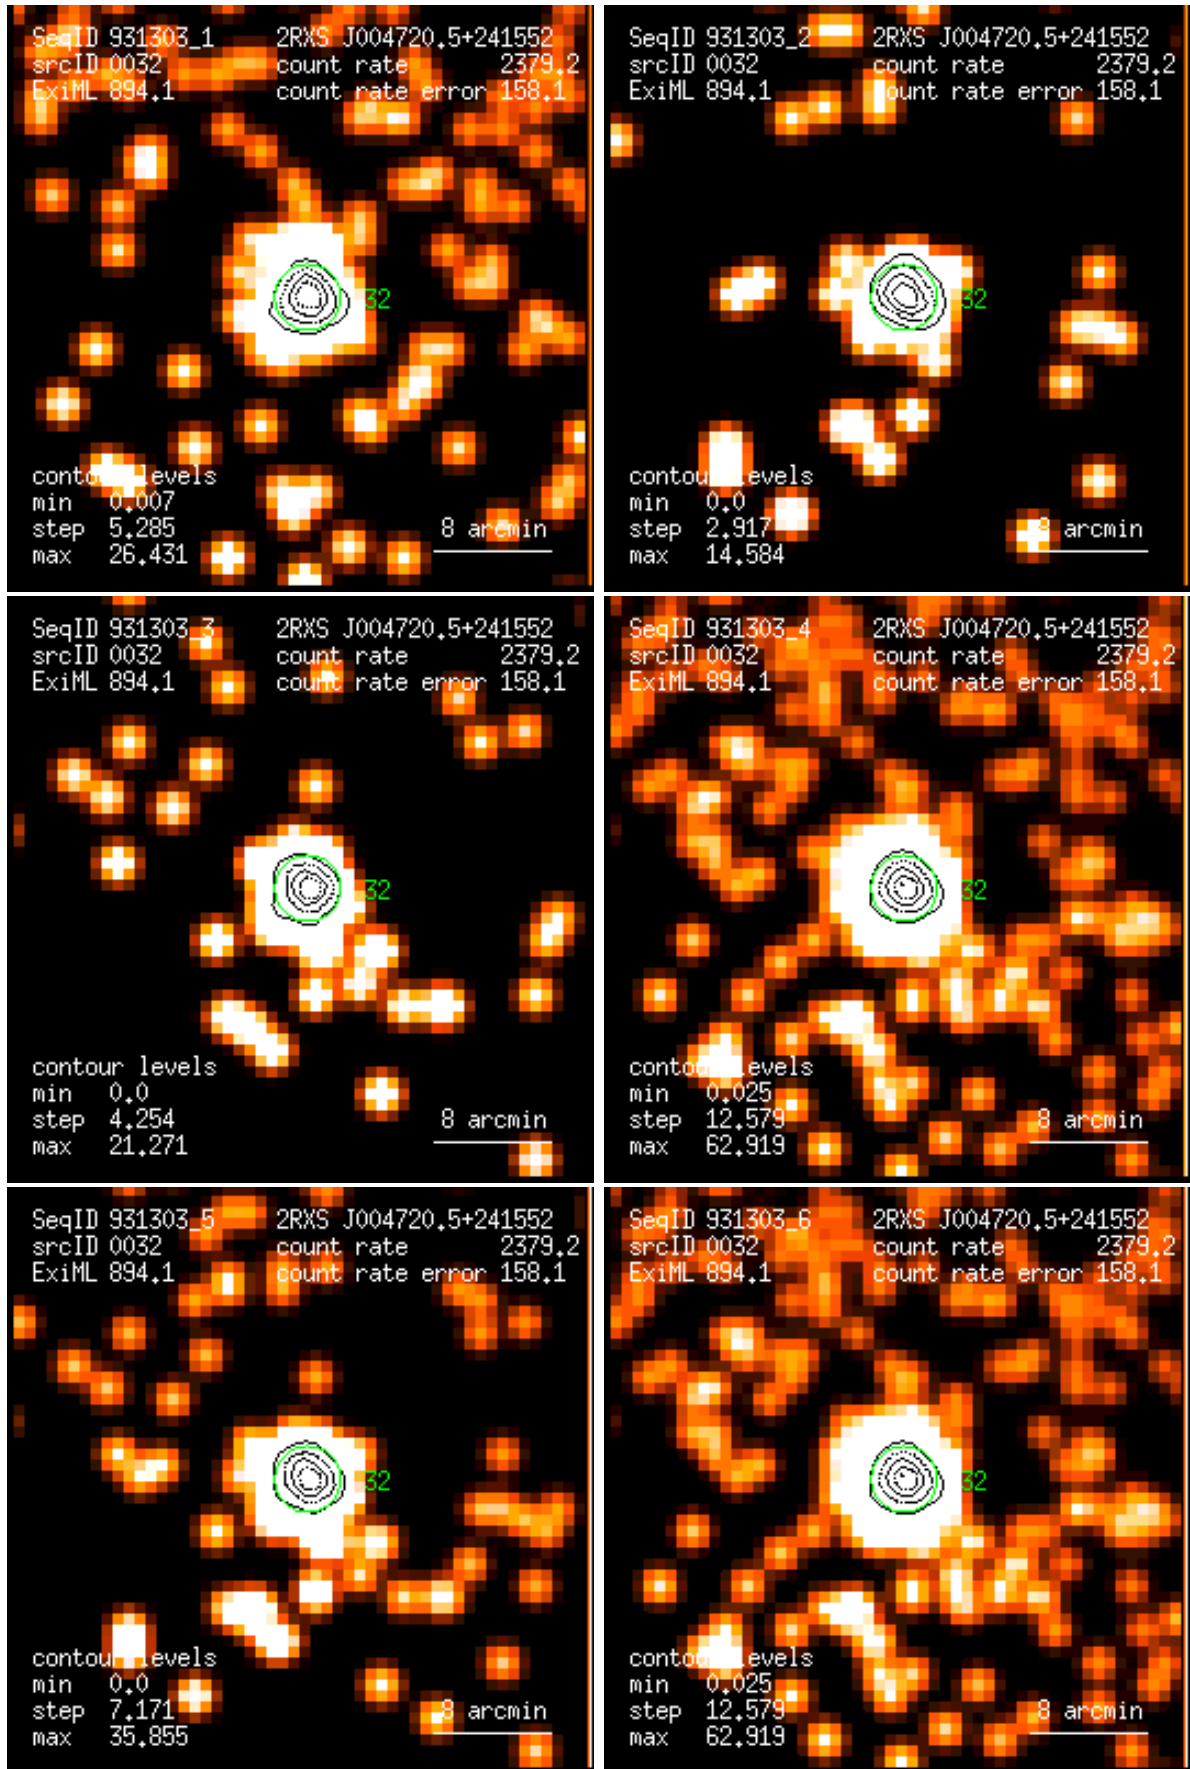 SeqID 931303_1 2RXS J004720.5+241552
srcID 0032 count rate 2379.2
ExiML 894.1 count rate error 158.1
32
contour levels
min 0.007
step 5.285 8 arcmin
max 26.431
SeqID 931303_2 2RXS J004720.5+241552
srcID 0032 count rate 2379.2
ExiML 894.1 count rate error 158.1
32
contour levels
min 0.0
step 2.917 8 arcmin
max 14.584
SeqID 931303_3 2RXS J004720.5+241552
srcID 0032 count rate 2379.2
ExiML 894.1 count rate error 158.1
32
contour levels
min 0.0
step 4.254 8 arcmin
max 21.271
SeqID 931303_4 2RXS J004720.5+241552
srcID 0032 count rate 2379.2
ExiML 894.1 count rate error 158.1
32
contour levels
min 0.025
step 12.579 8 arcmin
max 62.919
SeqID 931303_5 2RXS J004720.5+241552
srcID 0032 count rate 2379.2
ExiML 894.1 count rate error 158.1
32
contour levels
min 0.0
step 7.171 8 arcmin
max 35.855
SeqID 931303_6 2RXS J004720.5+241552
srcID 0032 count rate 2379.2
ExiML 894.1 count rate error 158.1
32
contour levels
min 0.025
step 12.579 8 arcmin
max 62.919